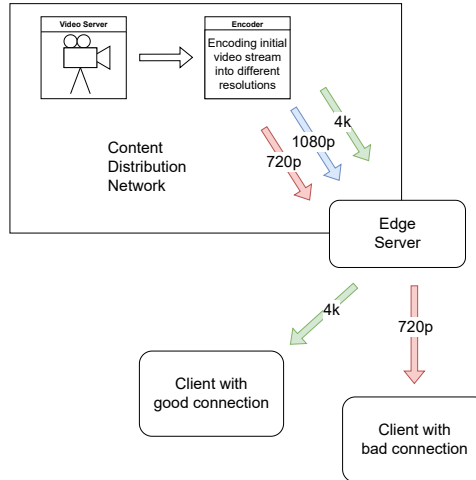 Video Server
Encoder
Encoding initial
video stream
into different
resolutions
4k
1080p
720p
Content
Distribution
Network
Edge
Server
4k
720p
Client with
good connection
Client with
bad connection